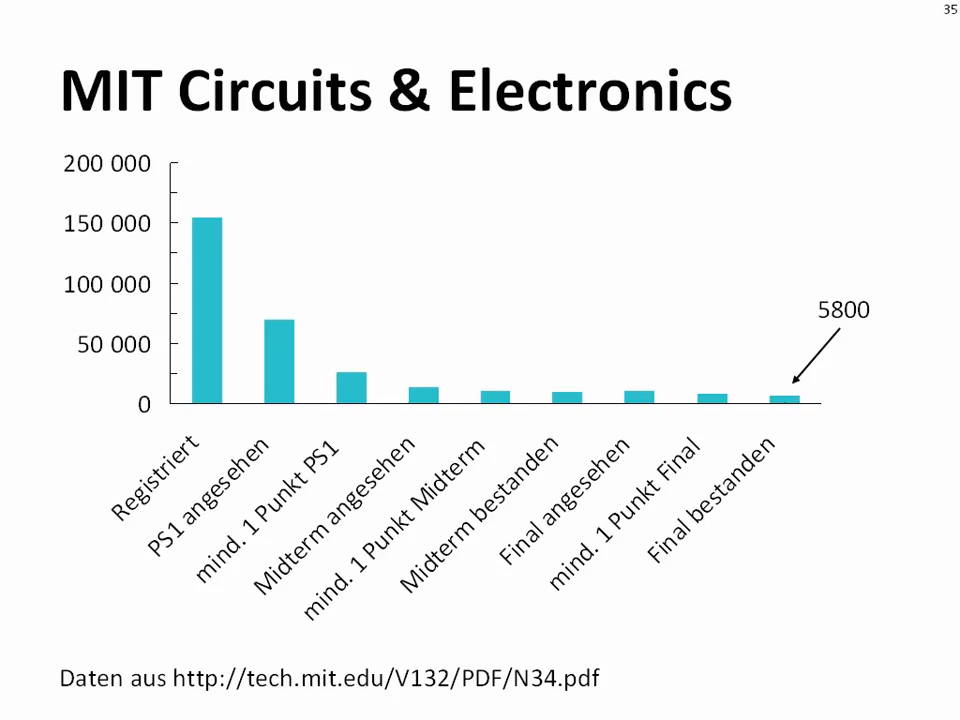 35
MIT Circuits & Electronics
200 000
150 000
100 000
50 000
0
5800
Registriert
PS1 angesehen
mind. 1 Punkt PS1
Midterm angesehen
mind. 1 Punkt Midterm
Midterm bestanden
Final angesehen
mind. 1 Punkt Final
Final bestanden
Daten aus http://tech.mit.edu/V132/PDF/N34.pdf